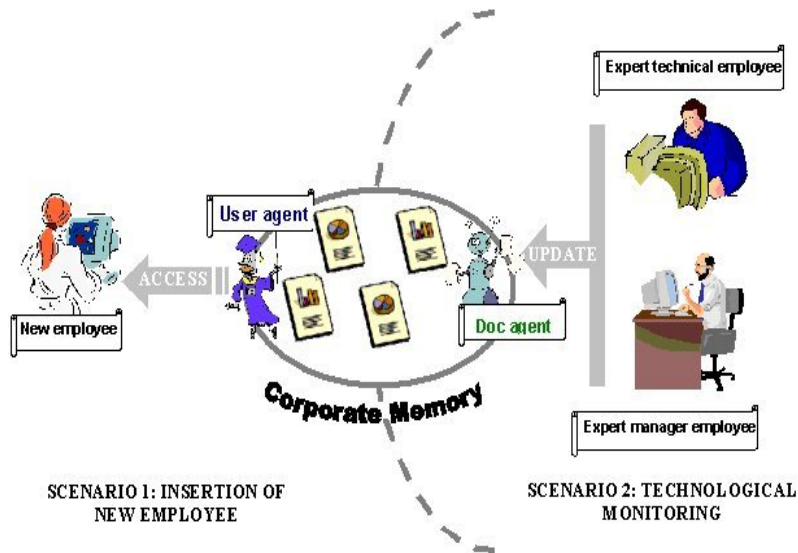 Expert technical employee
User agent
UPDATE
ACCESS
New employee
Doc agent
Corporate Memory
Expert manager employee
SCENARIO 1: INSERTION OF
NEW EMPLOYEE
SCENARIO 2: TECHNOLOGICAL
MONITORING